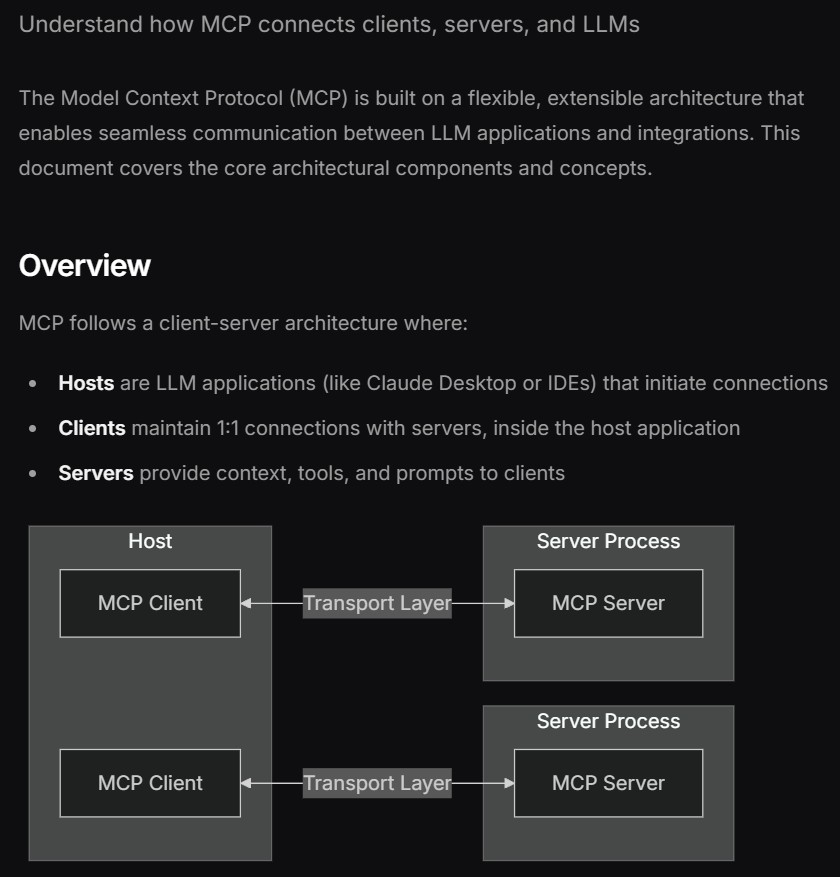 Understand how MCP connects clients, servers, and LLMs
The Model Context Protocol (MCP) is built on a flexible, extensible architecture that
enables seamless communication between LLM applications and integrations. This
document covers the core architectural components and concepts.
Overview
MCP follows a client-server architecture where:
Hosts are LLM applications (like Claude Desktop or IDEs) that initiate connections
Clients maintain 1:1 connections with servers, inside the host application
Servers provide context, tools, and prompts to clients
Host
Server Process
MCP Client
Transport Layer
MCP Server
Server Process
MCP Client
Transport Layer
MCP Server